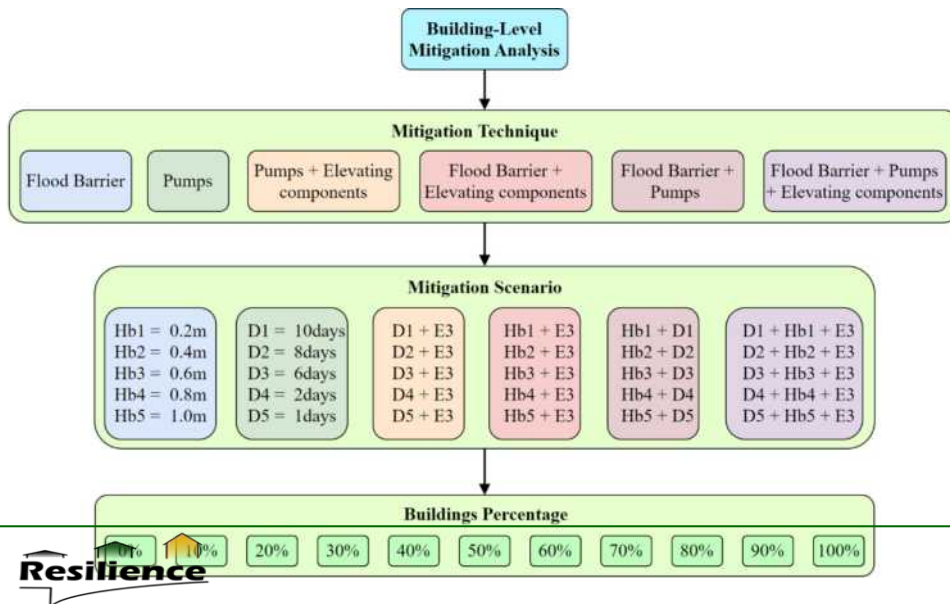 Building-Level
Mitigation Analysis
Mitigation Technique
Flood Barrier
Pumps
Pumps + Elevating
components
Flood Barrier +
Elevating components
Flood Barrier +
Pumps
Flood Barrier + Pumps
+ Elevating components
Mitigation Scenario
Hb1 = 0.2m
Hb2 = 0.4m
Hb3 = 0.6m
Hb4 = 0.8m
Hb5 = 1.0m
D1 = 10days
D2 = 8days
D3 = 6days
D4 = 2days
D5 = 1days
D1 + E3
D2 + E3
D3 + E3
D4 + E3
D5 + E3
Hb1 + E3
Hb2 + E3
Hb3 + E3
Hb4 + E3
Hb5 + E3
Hb1 + D1
Hb2 + D2
Hb3 + D3
Hb4 + D4
Hb5 + D5
D1 + Hb1 + E3
D2 + Hb2 + E3
D3 + Hb3 + E3
D4 + Hb4 + E3
D5 + Hb5 + E3
Buildings Percentage
0% 10% 20% 30% 40% 50% 60% 70% 80% 90% 100%
Resilience